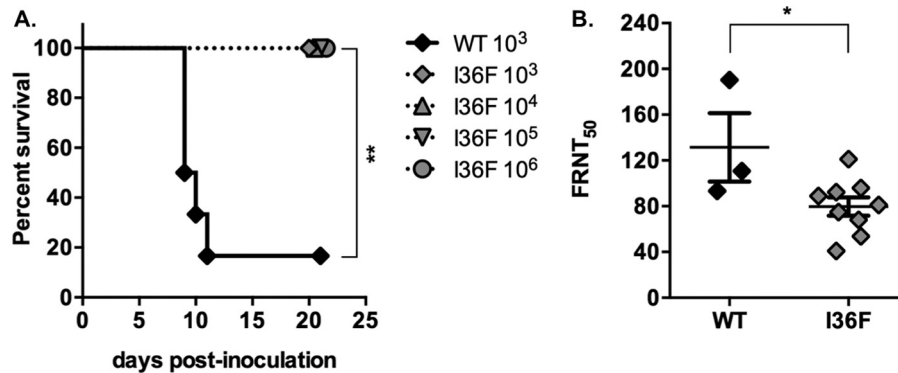 A.
Percent survival
100
80
60
40
20
0
0 5 10 15 20 25
days post-inoculation
**
WT 10³
I36F 10³
I36F 10⁴
I36F 10⁵
I36F 10⁶
B.
*
FRNT₅₀
240
200
160
120
80
40
0
WT I36F